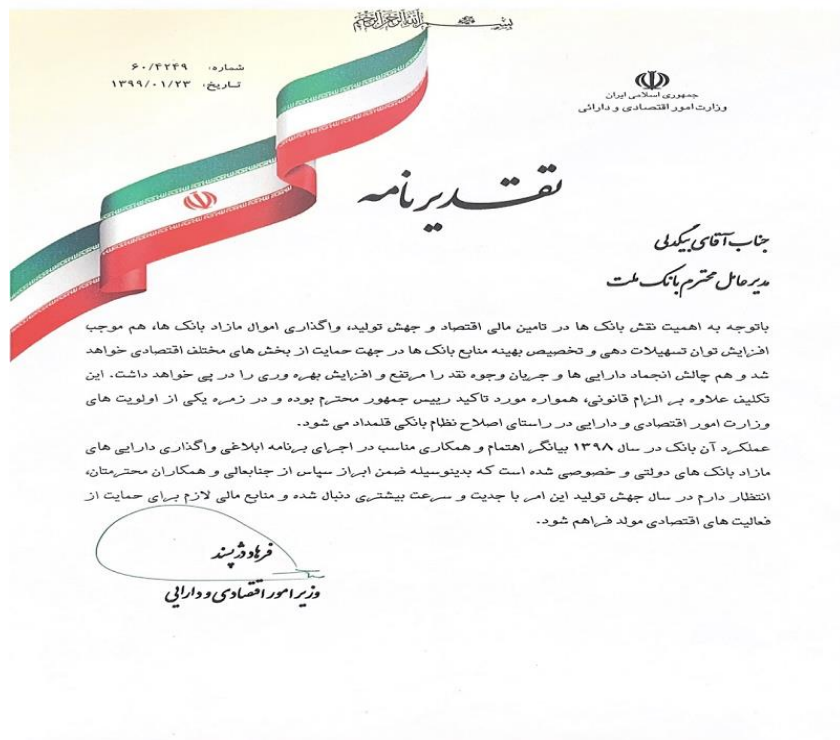 بسم الله الرحمن الرحیم
شماره: ۶۰/۴۲۴۹
تاریخ: ۱۳۹۹/۰۱/۲۳
جمهوری اسلامی ایران
وزارت امور اقتصادی و دارائی
تقدیرنامه
جناب آقای بیگدلی
مدیرعامل محترم بانک ملت
باتوجه به اهمیت نقش بانک ها در تامین مالی اقتصاد و جهش تولید، واگذاری اموال مازاد بانک ها، هم موجب
افزایش توان تسهیلات دهی و تخصیص بهینه منابع بانک ها در جهت حمایت از بخش های مختلف اقتصادی خواهد
شد و هم چالش انجماد دارایی ها و جریان وجوه نقد را مرتفع و افزایش بهره وری را در پی خواهد داشت. این
تکلیف علاوه بر الزام قانونی، همواره مورد تاکید رییس جمهور محترم بوده و در زمره یکی از اولویت های
وزارت امور اقتصادی و دارایی در راستای اصلاح نظام بانکی قلمداد می شود.
عملکرد آن بانک در سال ۱۳۹۸ بیانگر اهتمام و همکاری مناسب در اجرای برنامه ابلاغی واگذاری دارایی های
مازاد بانک های دولتی و خصوصی شده است که بدینوسیله ضمن ابراز سپاس از جنابعالی و همکاران محترمتان،
انتظار دارم در سال جهش تولید این امر با جدیت و سرعت بیشتری دنبال شده و منابع مالی لازم برای حمایت از
فعالیت های اقتصادی مولد فراهم شود.
فرهاد دژپسند
وزیر امور اقتصادی و دارایی